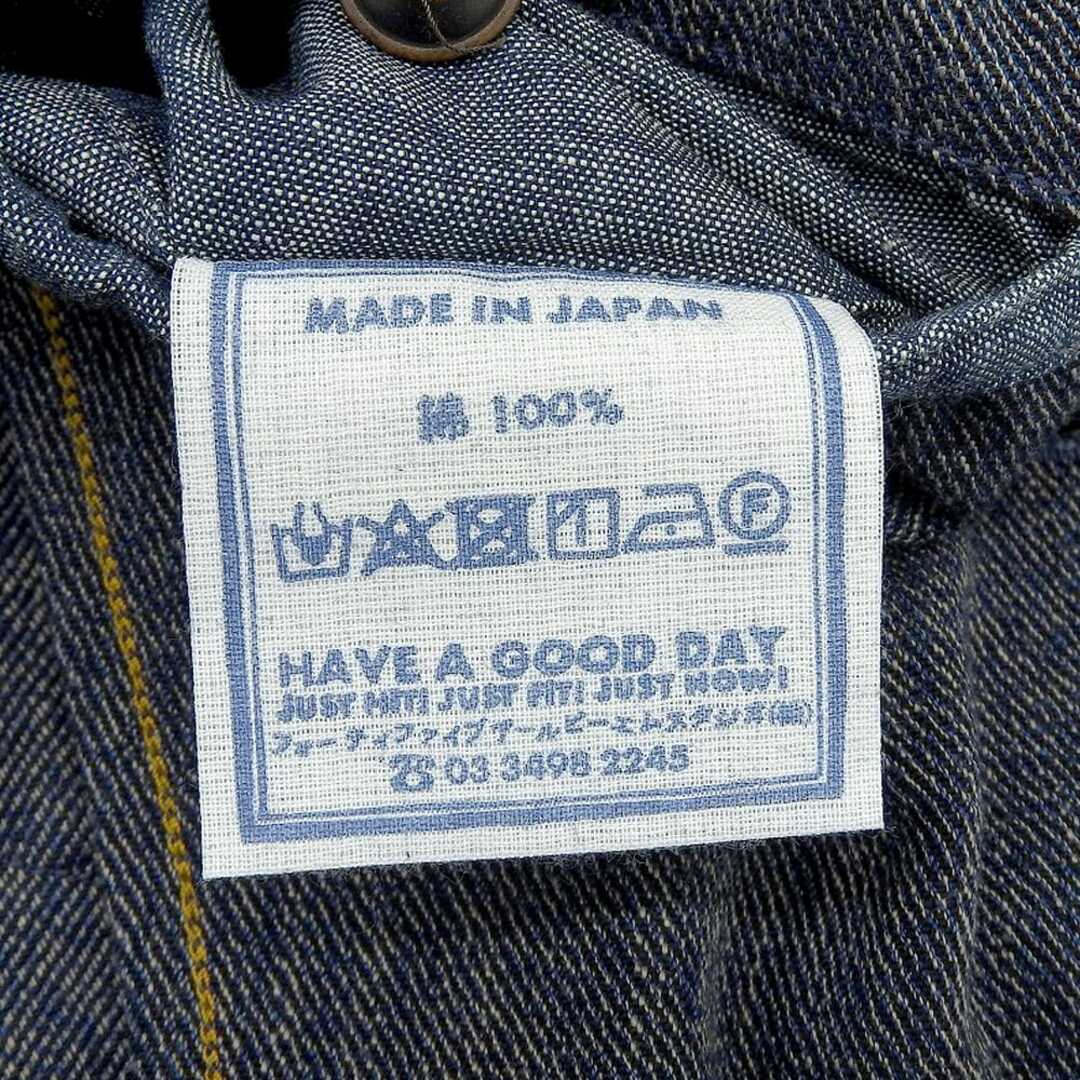 MADE IN JAPAN
綿 100%
F
HAVE A GOOD DAY
JUST HIT! JUST FIT! JUST NOW!
フォーティファイブアールピーエムスタジオ(株)
☎ 03 3498 2245